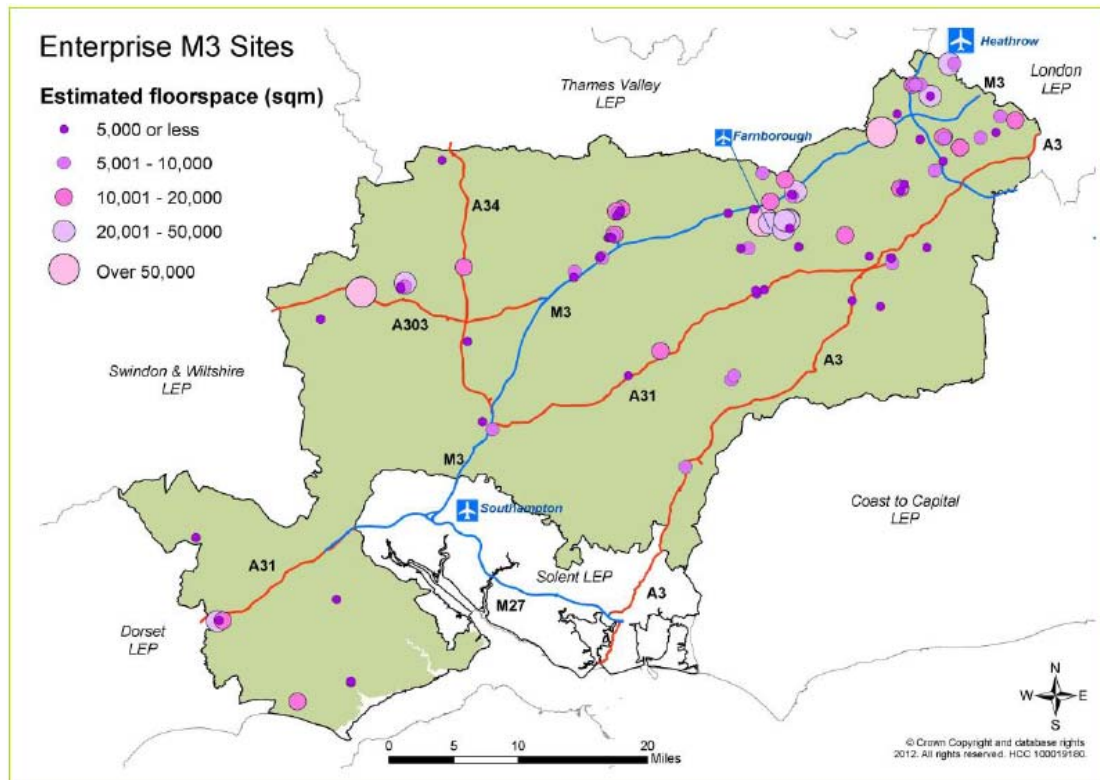 Enterprise M3 Sites
Estimated floorspace (sqm)
5,000 or less
5,001 - 10,000
10,001 - 20,000
20,001 - 50,000
Over 50,000
Heathrow
Thames Valley
LEP
London
LEP
M3
Farnborough
A3
A34
A303
M3
Swindon & Wiltshire
LEP
A31
A3
M3
Southampton
Coast to Capital
LEP
A31
Solent LEP
M27
A3
Dorset
LEP
N
W
E
S
0
5
10
20
Miles
© Crown Copyright and database rights
2012. All rights reserved. HCC 100019180.